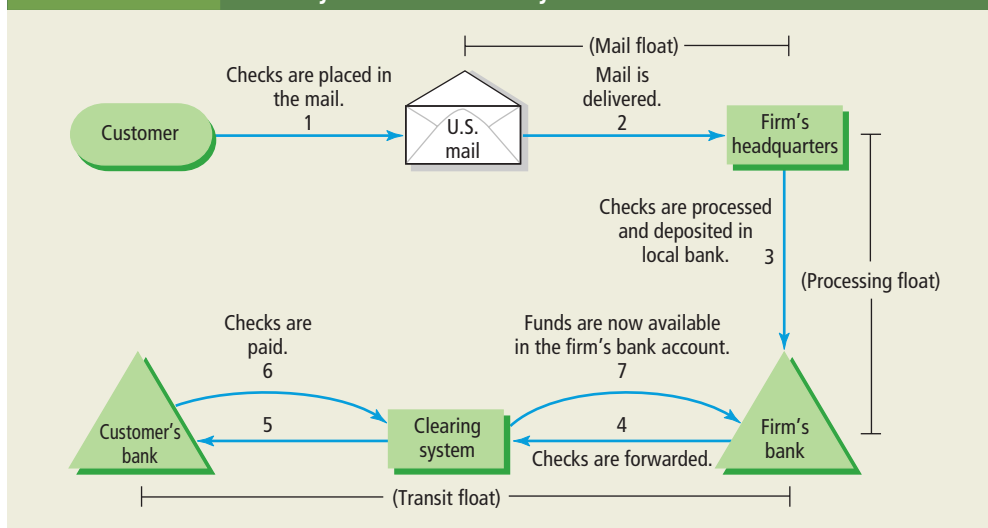 (Mail float)
Checks are placed in
the mail.
1
Mail is
delivered.
2
Customer
U.S.
mail
Firm's
headquarters
Checks are processed
and deposited in
local bank.
3
(Processing float)
Checks are
paid.
6
Funds are now available
in the firm's bank account.
7
Customer's
bank
5
Clearing
system
4
Checks are forwarded.
Firm's
bank
(Transit float)